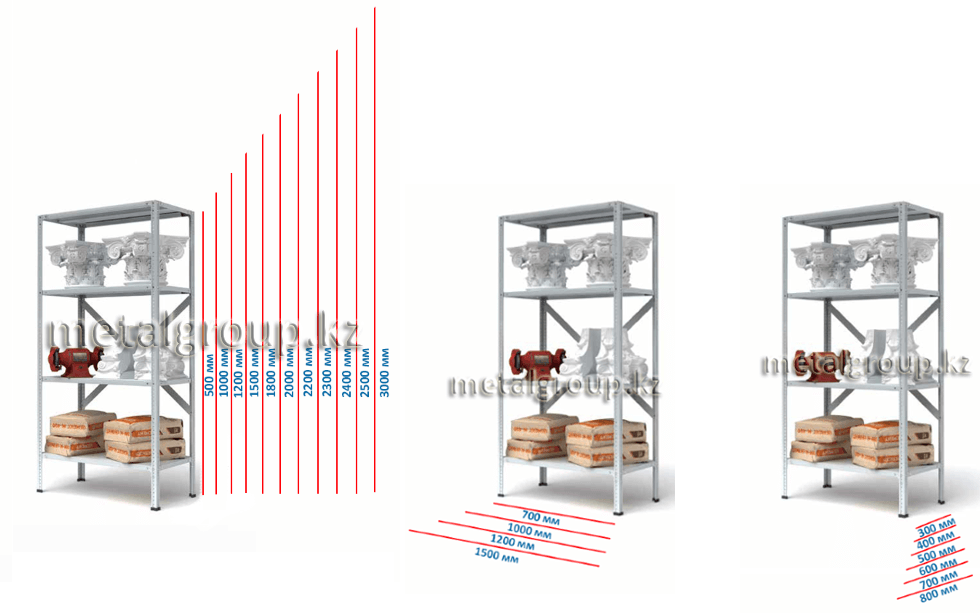 metalgroup.kz
500 мм
1000 мм
1200 мм
1500 мм
1800 мм
2000 мм
2200 мм
2300 мм
2400 мм
2500 мм
3000 мм
metalgroup.kz
700 мм
1000 мм
1200 мм
1500 мм
metalgroup.kz
300 мм
400 мм
500 мм
600 мм
700 мм
800 мм